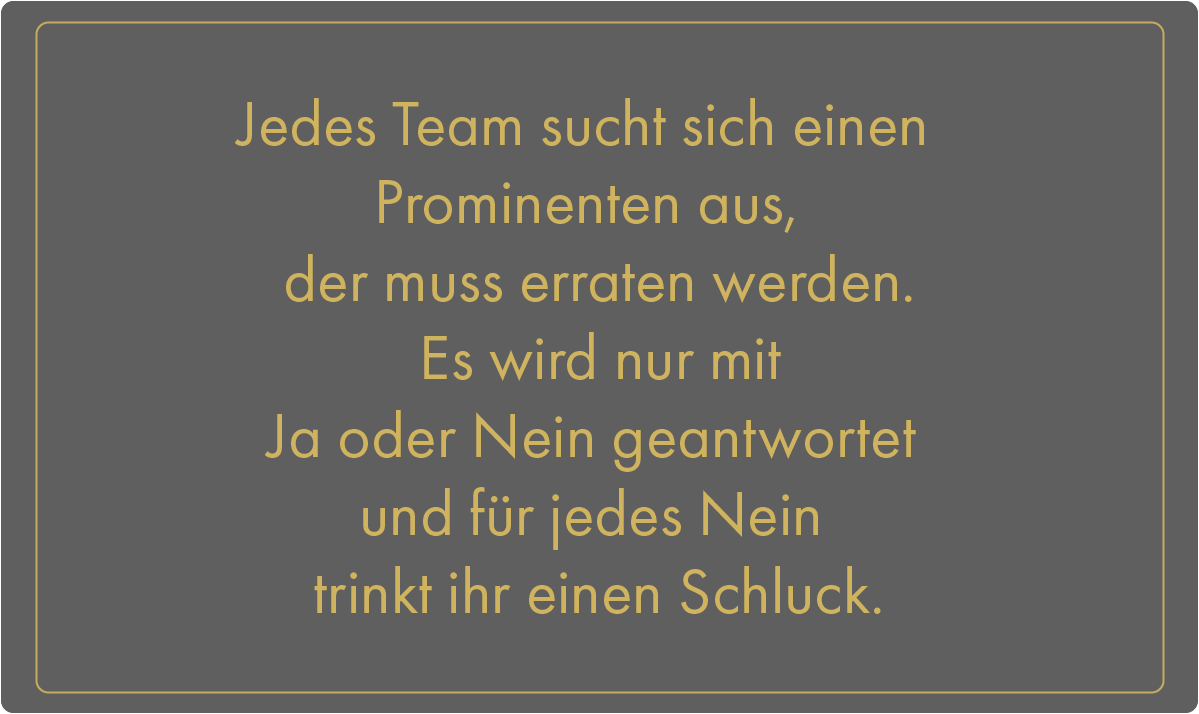 Jedes Team sucht sich einen
Prominenten aus,
der muss erraten werden.
Es wird nur mit
Ja oder Nein geantwortet
und für jedes Nein
trinkt ihr einen Schluck.